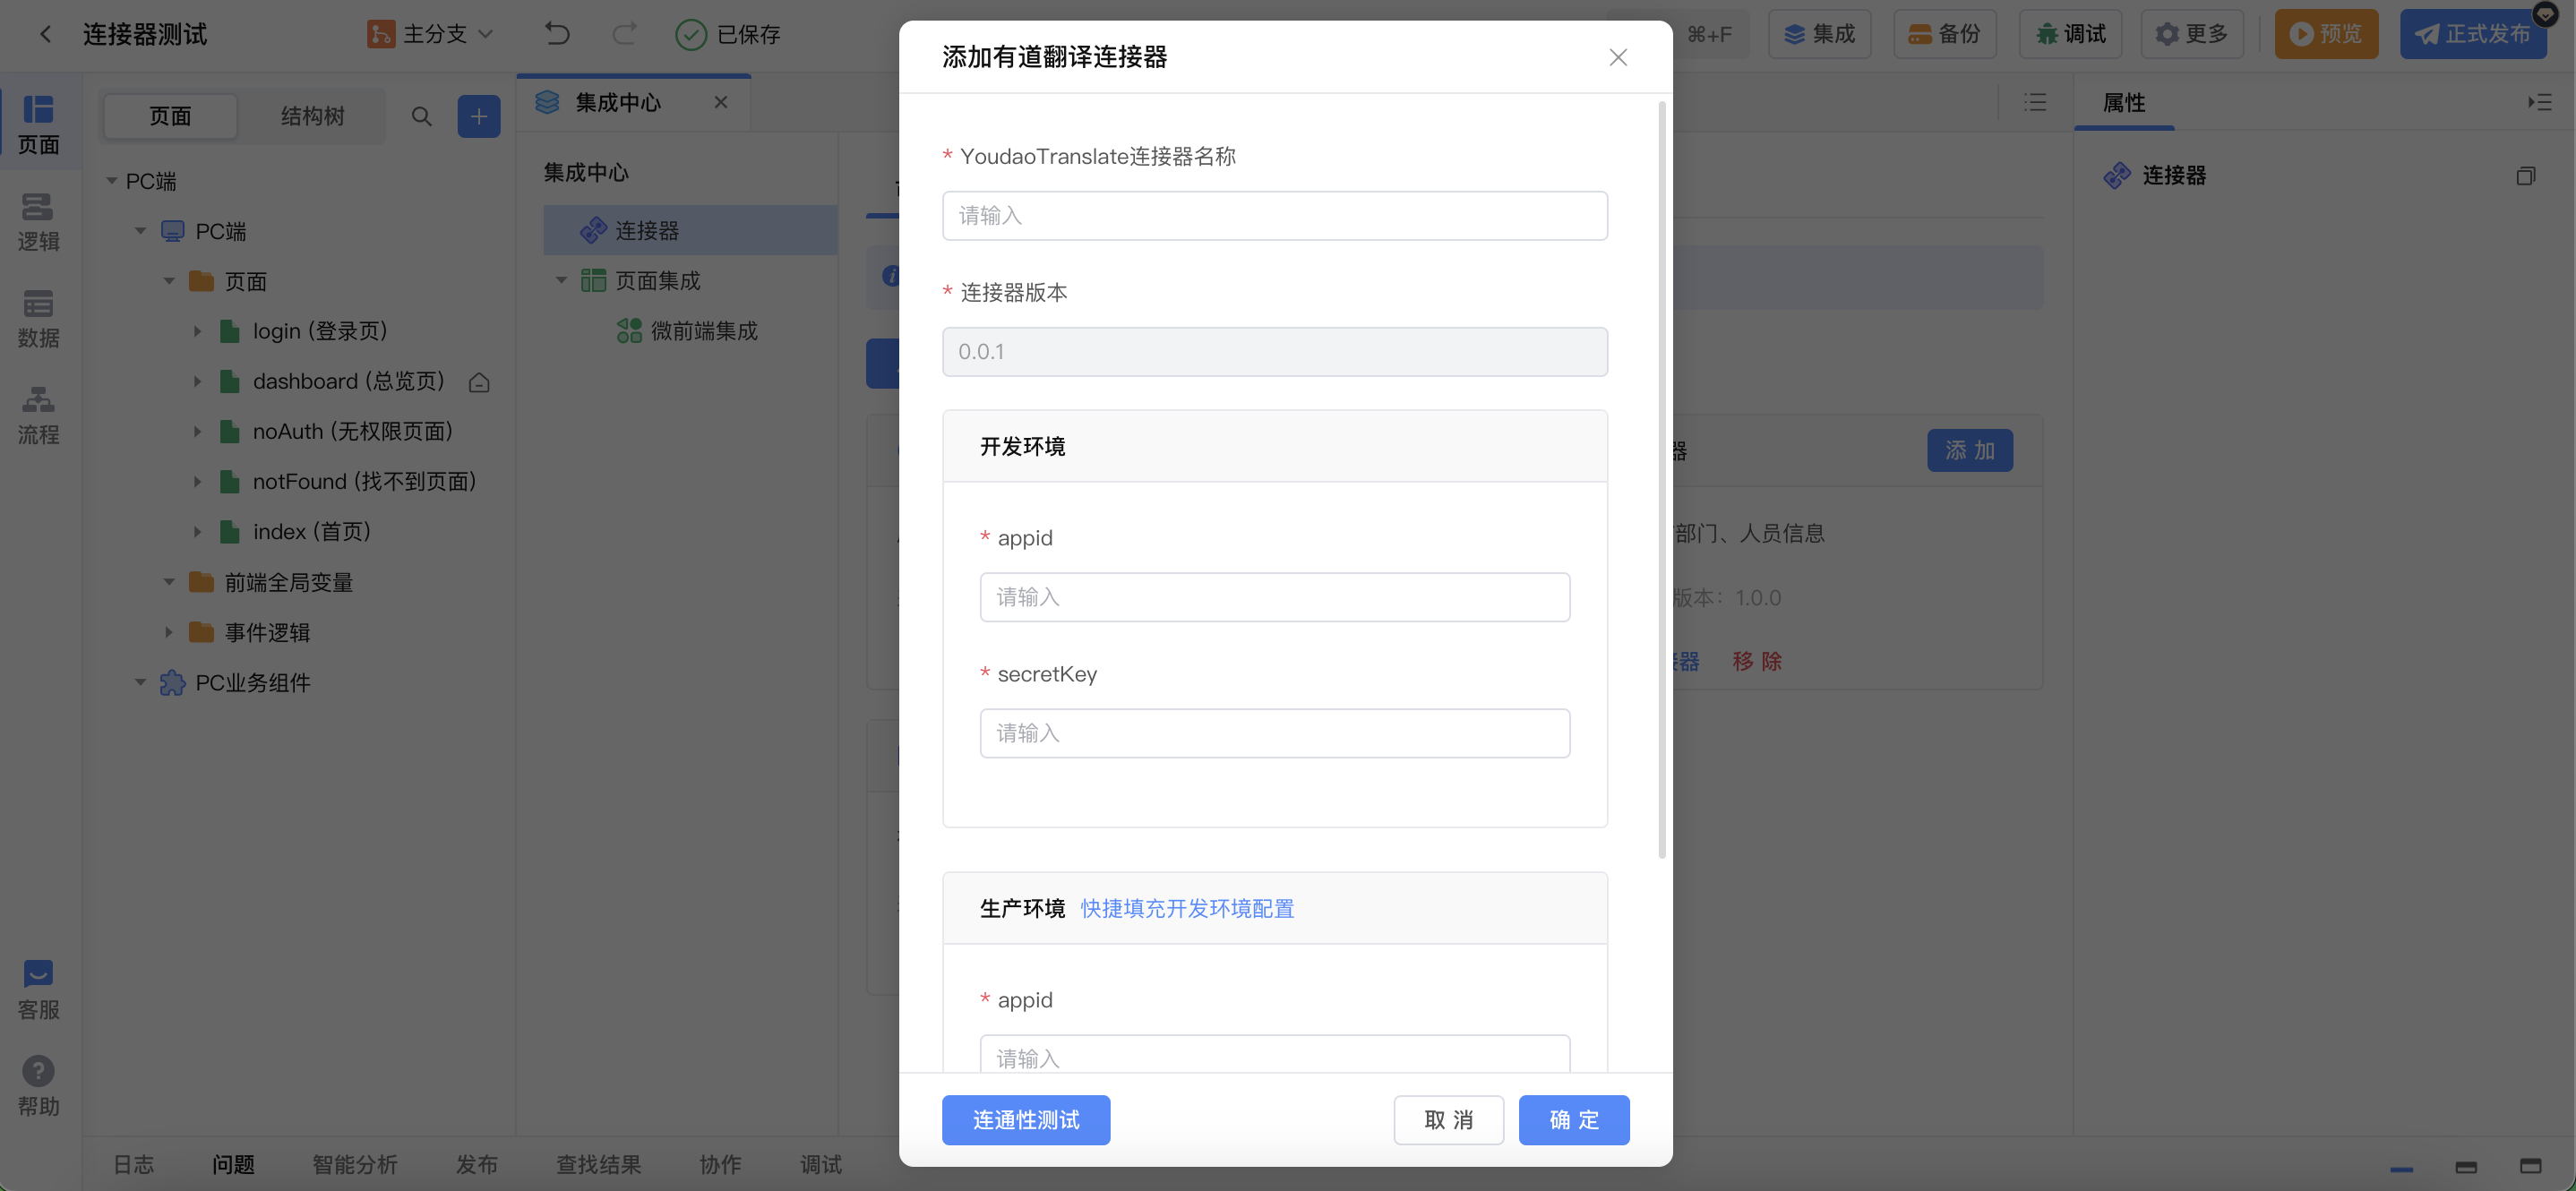 连接器测试
主分支
已保存
⌘+F
集成
备份
调试
更多
预览
正式发布
页面
逻辑
数据
流程
客服
帮助
页面
结构树
PC端
PC端
页面
login (登录页)
dashboard (总览页)
noAuth (无权限页面)
notFound (找不到页面)
index (首页)
前端全局变量
事件逻辑
PC业务组件
集成中心
集成中心
连接器
页面集成
微前端集成
添加有道翻译连接器
* YoudaoTranslate连接器名称
请输入
* 连接器版本
0.0.1
开发环境
* appid
请输入
* secretKey
请输入
生产环境 快捷填充开发环境配置
* appid
请输入
连通性测试
取 消
确 定
器
添 加
部门、人员信息
版本：1.0.0
接器
移 除
属性
连接器
日志
问题
智能分析
发布
查找结果
协作
调试